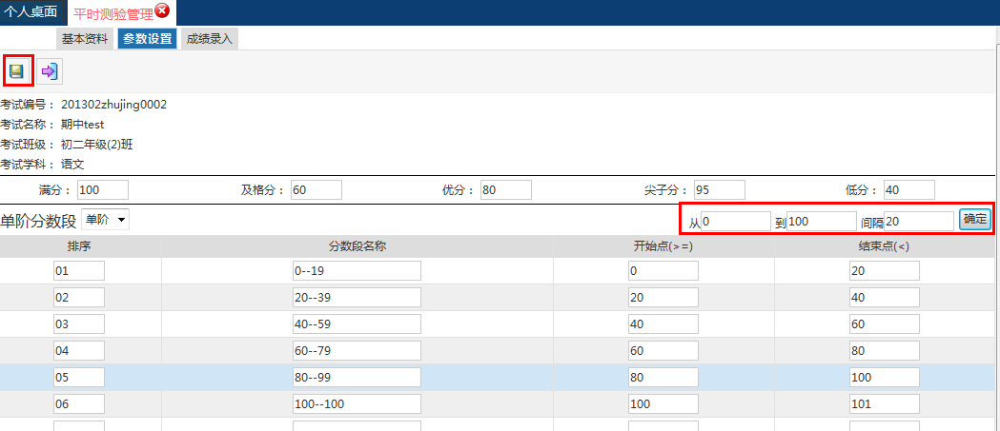 个人桌面 平时测验管理
基本资料 参数设置 成绩录入
考试编号： 201302zhujing0002
考试名称： 期中test
考试班级： 初二年级(2)班
考试学科： 语文
满分： 100 及格分： 60 优分： 80 尖子分： 95 低分： 40
单阶分数段 单阶 从 0 到 100 间隔 20 确定
排序 分数段名称 开始点(>=) 结束点(<)
01 0--19 0 20
02 20--39 20 40
03 40--59 40 60
04 60--79 60 80
05 80--99 80 100
06 100--100 100 101